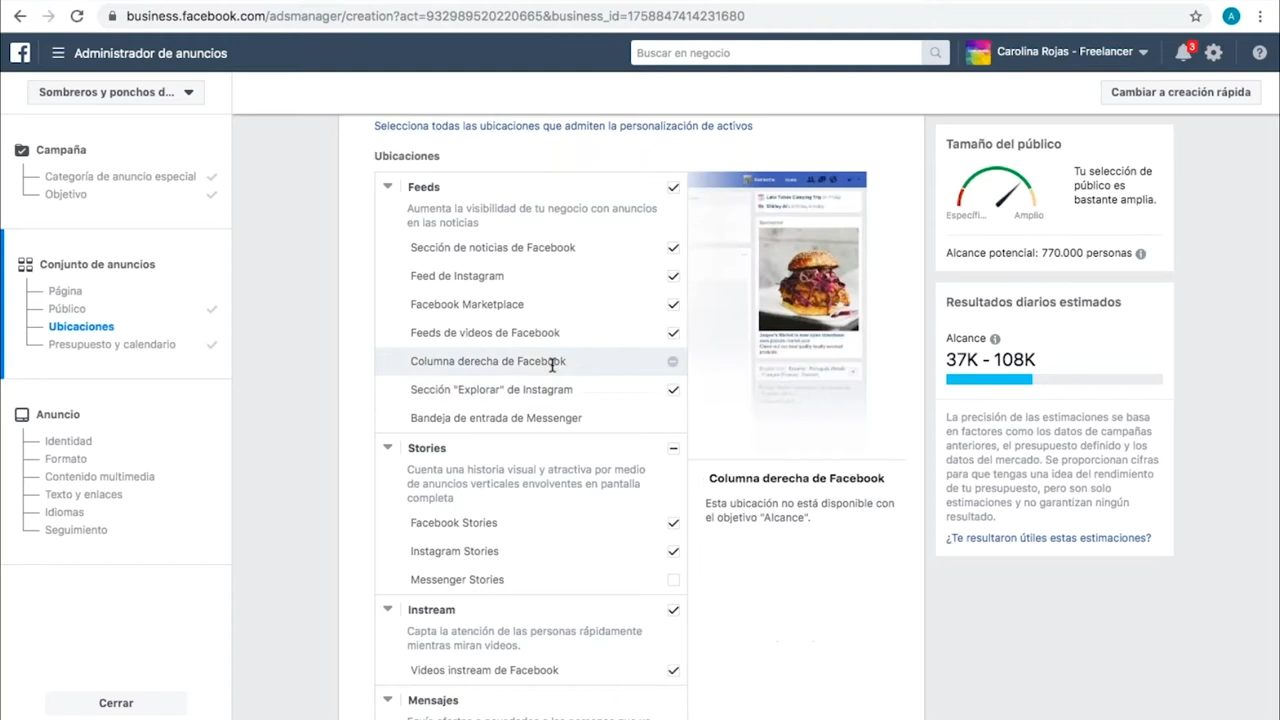 business.facebook.com/adsmanager/creation?act=932989520220665&business_id=1758847414231680
A
Administrador de anuncios
Buscar en negocio
Carolina Rojas - Freelancer
3
Sombreros y ponchos d...
Cambiar a creación rápida
Campaña
Categoría de anuncio especial
Objetivo
Conjunto de anuncios
Página
Público
Ubicaciones
Presupuesto y calendario
Anuncio
Identidad
Formato
Contenido multimedia
Texto y enlaces
Idiomas
Seguimiento
Cerrar
Selecciona todas las ubicaciones que admiten la personalización de activos
Ubicaciones
Feeds
Aumenta la visibilidad de tu negocio con anuncios
en las noticias
Sección de noticias de Facebook
Feed de Instagram
Facebook Marketplace
Feeds de videos de Facebook
Columna derecha de Facebook
Sección "Explorar" de Instagram
Bandeja de entrada de Messenger
Stories
Cuenta una historia visual y atractiva por medio
de anuncios verticales envolventes en pantalla
completa
Facebook Stories
Instagram Stories
Messenger Stories
Instream
Capta la atención de las personas rápidamente
mientras miran videos.
Videos instream de Facebook
Mensajes
Columna derecha de Facebook
Esta ubicación no está disponible con
el objetivo "Alcance".
Tamaño del público
Específi...
Amplio
Tu selección de
público es
bastante amplia.
Alcance potencial: 770.000 personas
Resultados diarios estimados
Alcance
37K - 108K
La precisión de las estimaciones se basa
en factores como los datos de campañas
anteriores, el presupuesto definido y los
datos del mercado. Se proporcionan cifras
para que tengas una idea del rendimiento
de tu presupuesto, pero son solo
estimaciones y no garantizan ningún
resultado.
¿Te resultaron útiles estas estimaciones?